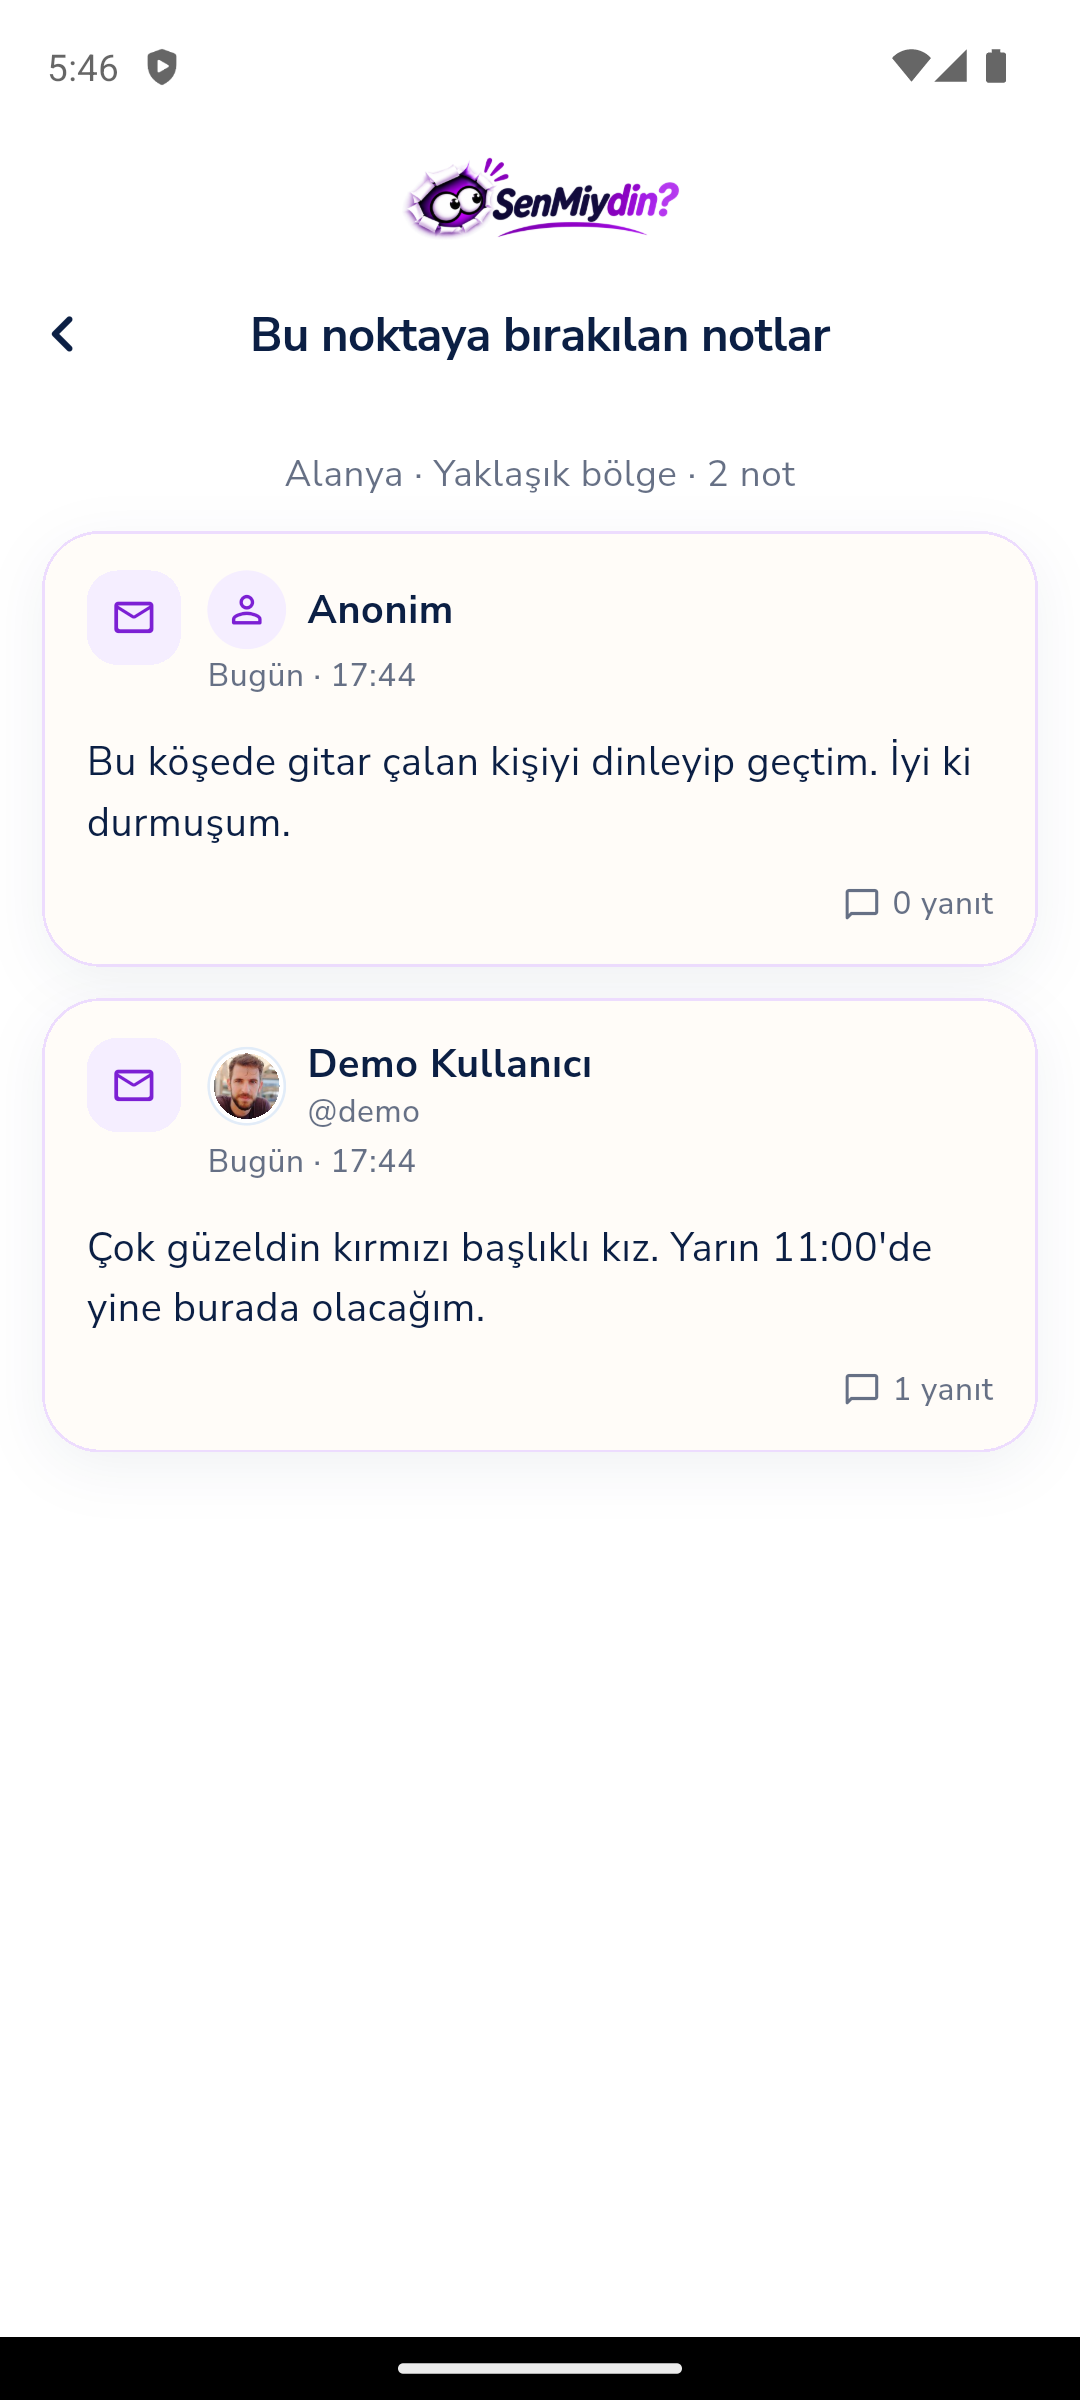 5:46
SenMiydin?
Bu noktaya bırakılan notlar
Alanya · Yaklaşık bölge · 2 not
Anonim
Bugün · 17:44
Bu köşede gitar çalan kişiyi dinleyip geçtim. İyi ki
durmuşum.
0 yanıt
Demo Kullanıcı
@demo
Bugün · 17:44
Çok güzeldin kırmızı başlıklı kız. Yarın 11:00'de
yine burada olacağım.
1 yanıt